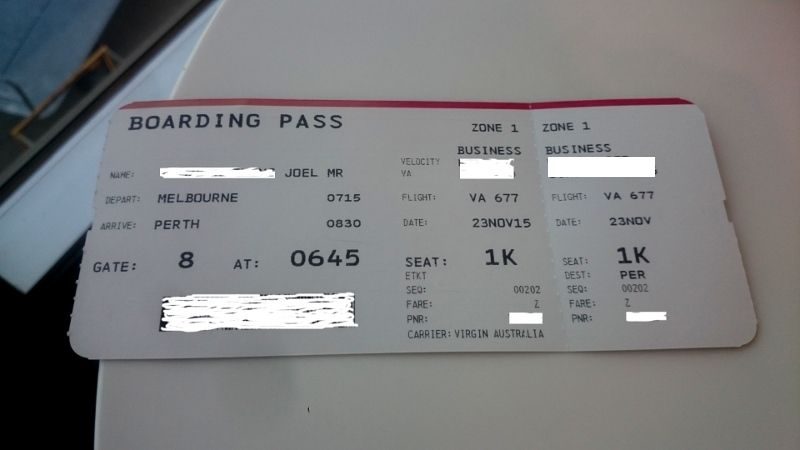 BOARDING PASS
ZONE 1
ZONE 1
BUSINESS
BUSINESS
NAME: JOEL MR
VELOCITY
VA
DEPART: MELBOURNE 0715
FLIGHT: VA 677
FLIGHT: VA 677
ARRIVE: PERTH 0830
DATE: 23NOV15
DATE: 23NOV
GATE: 8 AT: 0645
SEAT: 1K
SEAT: 1K
ETKT
DEST: PER
SEQ: 00202
SEQ: 00202
FARE: Z
FARE: Z
PNR:
PNR:
CARRIER: VIRGIN AUSTRALIA